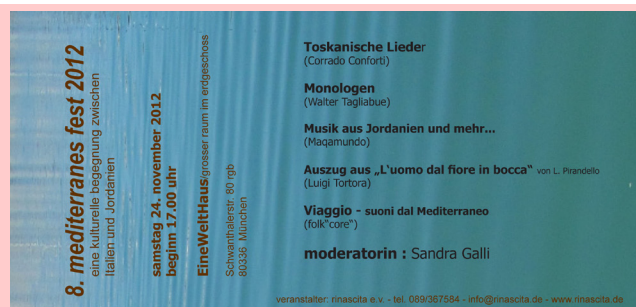 8. mediterranes fest 2012
eine kulturelle begegnung zwischen
Italien und Jordanien
samstag 24. november 2012
beginn 17.00 uhr
EineWeltHaus/grosser raum im erdgeschoss
Schwanthalerstr. 80 rgb
80336 München
Toskanische Lieder
(Corrado Conforti)
Monologen
(Walter Tagliabue)
Musik aus Jordanien und mehr...
(Maqamundo)
Auszug aus „L'uomo dal fiore in bocca“ von L. Pirandello
(Luigi Tortora)
Viaggio - suoni dal Mediterraneo
(folk“core”)
moderatorin : Sandra Galli
veranstalter: rinascita e.v. - tel. 089/367584 - info@rinascita.de - www.rinascita.de